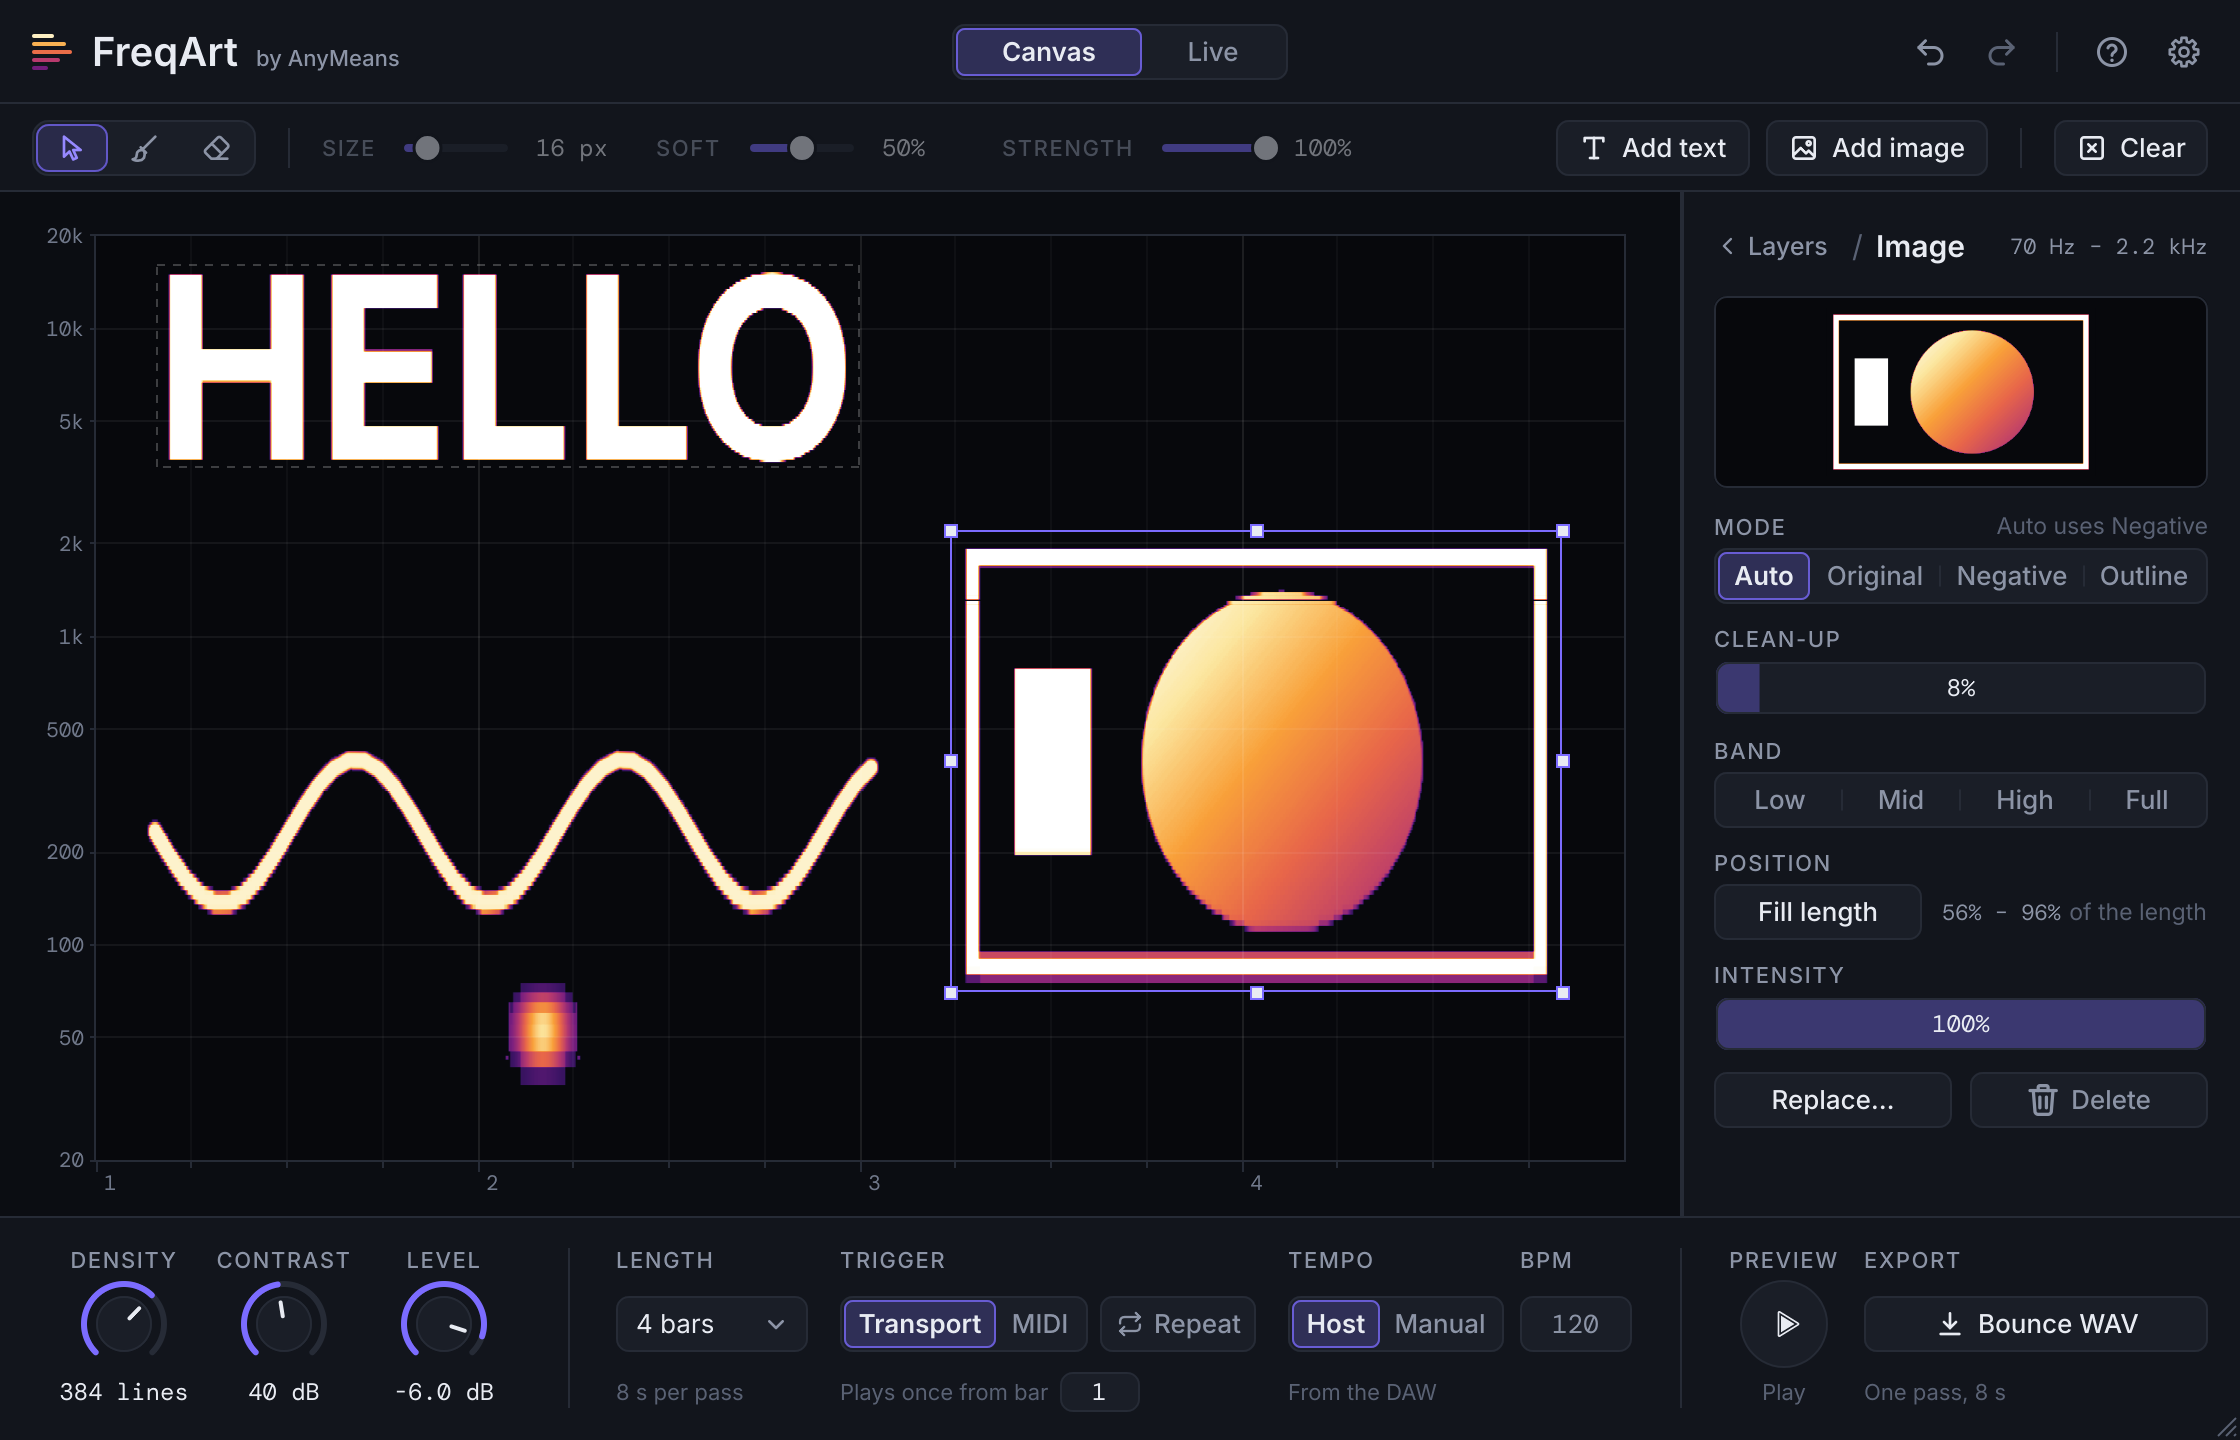 FreqArt by AnyMeans
Canvas Live
SIZE 16 px SOFT 50% STRENGTH 100% Add text Add image Clear
Layers / Image 70 Hz - 2.2 kHz
20k
HELLO
10k
5k
2k
1k
500
200
100
50
20
1 2 3 4
MODE Auto uses Negative
Auto Original Negative Outline
CLEAN-UP
8%
BAND
Low Mid High Full
POSITION
Fill length 56% - 96% of the length
INTENSITY
100%
Replace... Delete
DENSITY CONTRAST LEVEL LENGTH TRIGGER TEMPO BPM PREVIEW EXPORT
4 bars Transport MIDI Repeat Host Manual 120 Bounce WAV
384 lines 40 dB -6.0 dB 8 s per pass Plays once from bar 1 From the DAW Play One pass, 8 s